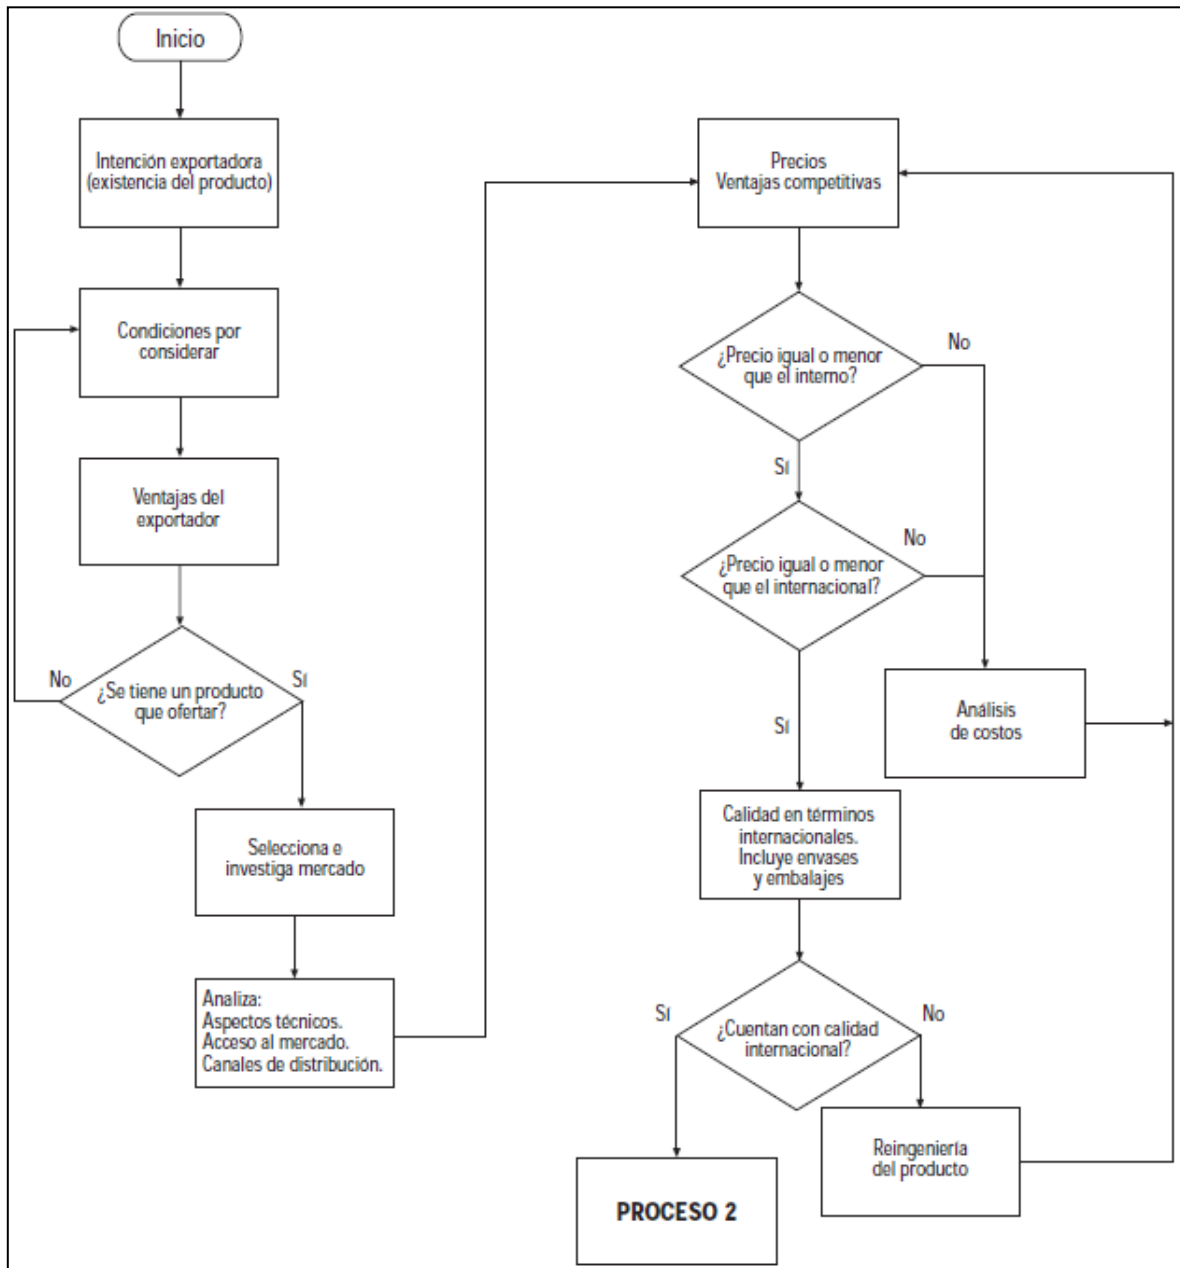 Inicio
Intención exportadora
(existencia del producto)
Condiciones por
considerar
Ventajas del
exportador
No
Sí
¿Se tiene un producto
que ofertar?
Selecciona e
investiga mercado
Analiza:
Aspectos técnicos.
Acceso al mercado.
Canales de distribución.
Precios
Ventajas competitivas
No
¿Precio igual o menor
que el interno?
Sí
No
¿Precio igual o menor
que el internacional?
Análisis
de costos
Sí
Calidad en términos
internacionales.
Incluye envases
y embalajes
Sí
No
¿Cuentan con calidad
internacional?
Reingeniería
del producto
PROCESO 2